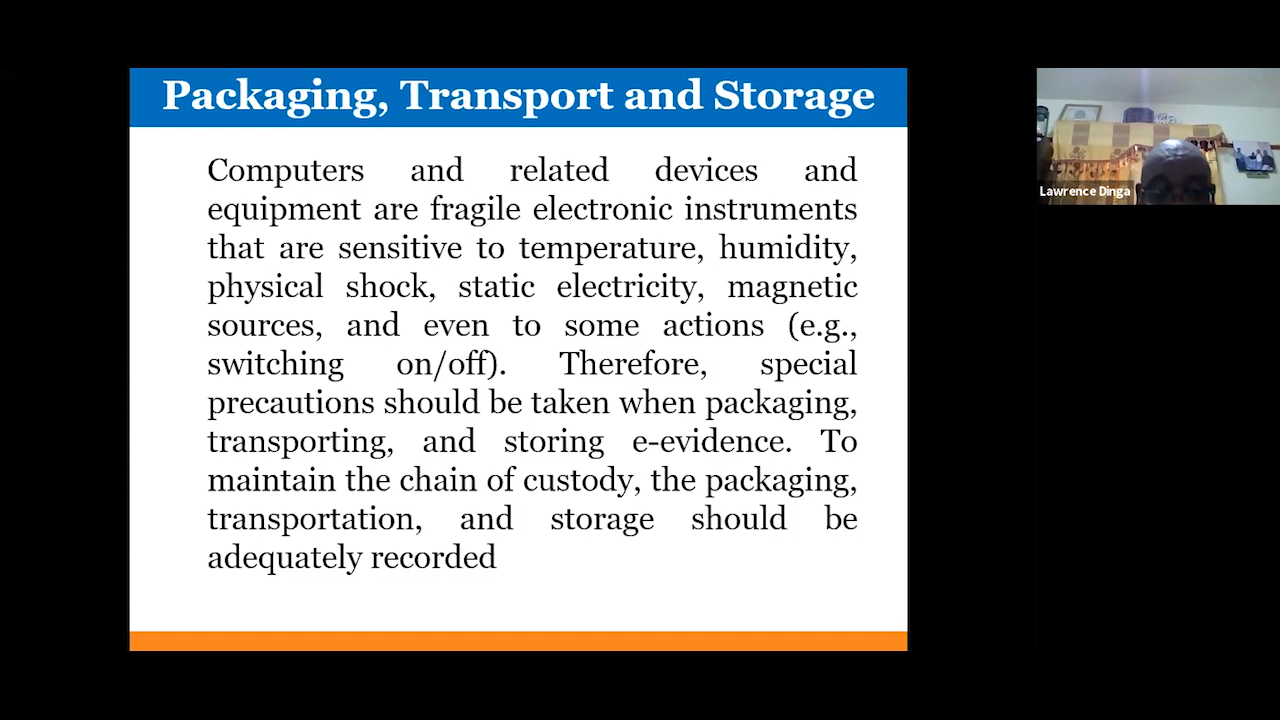 Packaging, Transport and Storage
Computers and related devices and
equipment are fragile electronic instruments
that are sensitive to temperature, humidity,
physical shock, static electricity, magnetic
sources, and even to some actions (e.g.,
switching on/off). Therefore, special
precautions should be taken when packaging,
transporting, and storing e-evidence. To
maintain the chain of custody, the packaging,
transportation, and storage should be
adequately recorded
Lawrence Dinga